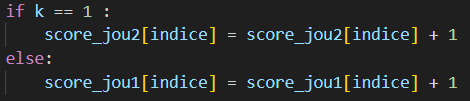 if k == 1 :
    score_jou2[indice] = score_jou2[indice] + 1
else:
    score_jou1[indice] = score_jou1[indice] + 1